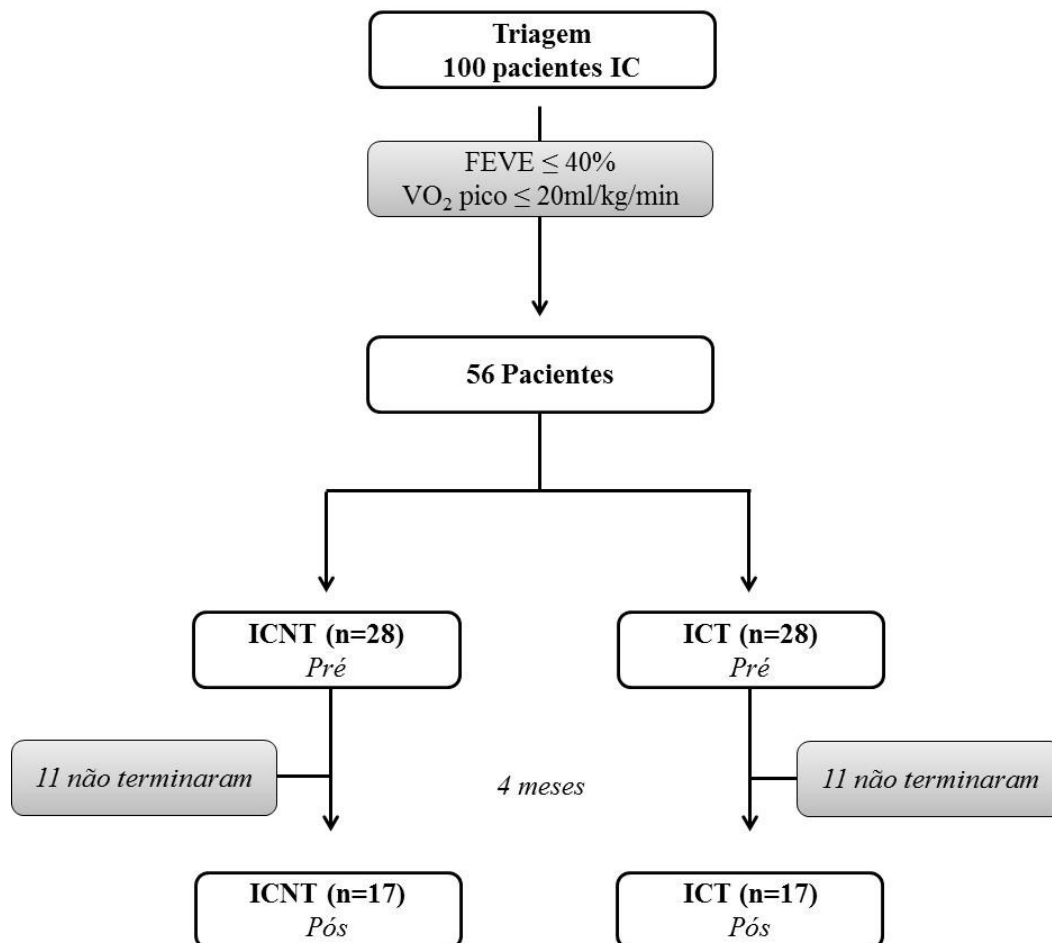 Triagem
100 pacientes IC
FEVE ≤ 40%
VO₂ pico ≤ 20ml/kg/min
56 Pacientes
ICNT (n=28)
Pré
ICT (n=28)
Pré
11 não terminaram
4 meses
11 não terminaram
ICNT (n=17)
Pós
ICT (n=17)
Pós